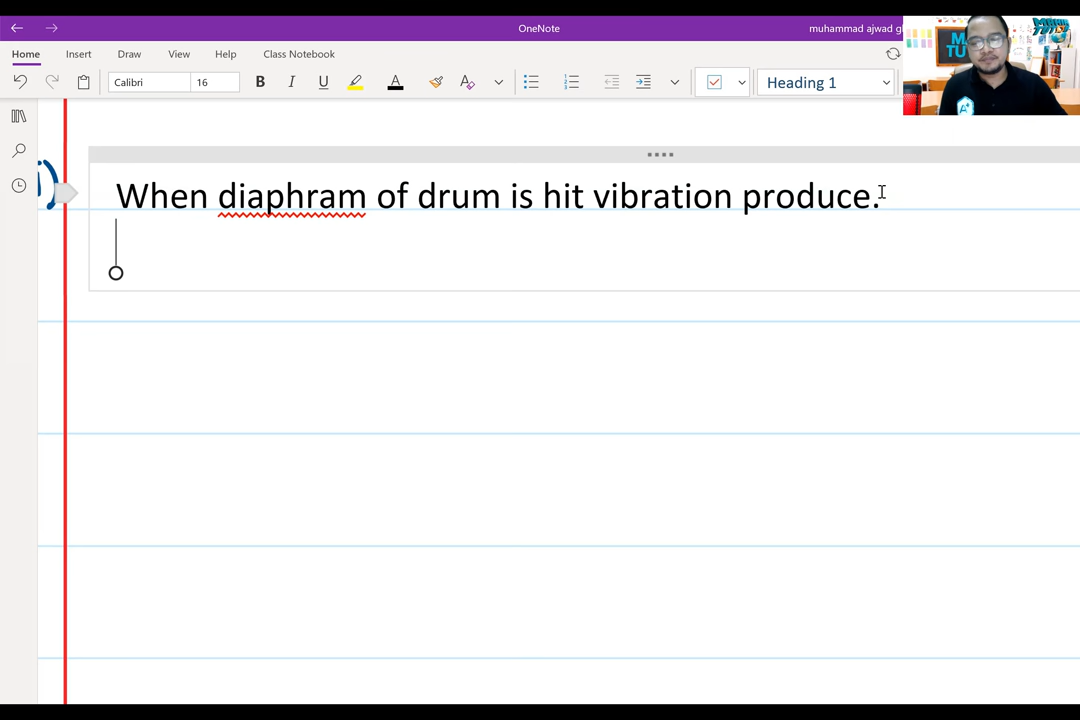 OneNote
muhammad ajwad
Home Insert Draw View Help Class Notebook
Calibri 16 B I U A A Heading 1
When diaphram of drum is hit vibration produce.